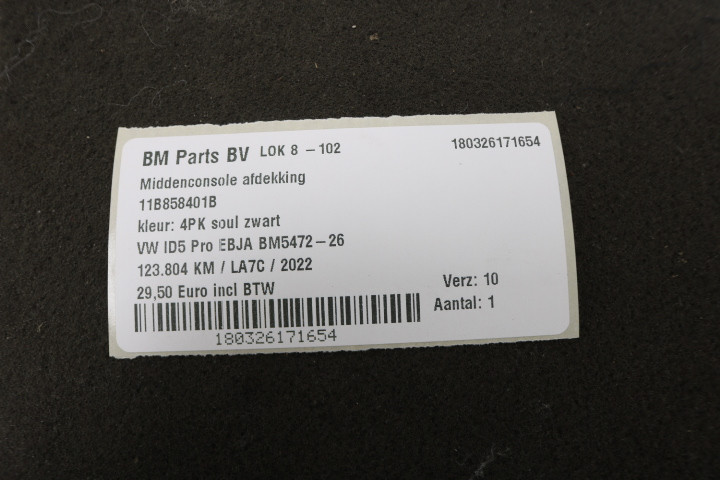 BM Parts BV LOK 8 - 102 180326171654
Middenconsole afdekking
11B858401B
kleur: 4PK soul zwart
VW ID5 Pro EBJA BM5472-26
123.804 KM / LA7C / 2022
29,50 Euro incl BTW
Verz: 10
Aantal: 1
180326171654